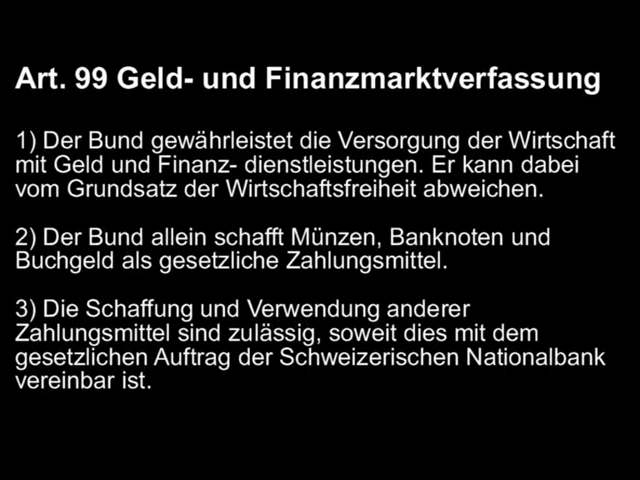 Art. 99 Geld- und Finanzmarktverfassung
1) Der Bund gewährleistet die Versorgung der Wirtschaft
mit Geld und Finanz- dienstleistungen. Er kann dabei
vom Grundsatz der Wirtschaftsfreiheit abweichen.
2) Der Bund allein schafft Münzen, Banknoten und
Buchgeld als gesetzliche Zahlungsmittel.
3) Die Schaffung und Verwendung anderer
Zahlungsmittel sind zulässig, soweit dies mit dem
gesetzlichen Auftrag der Schweizerischen Nationalbank
vereinbar ist.